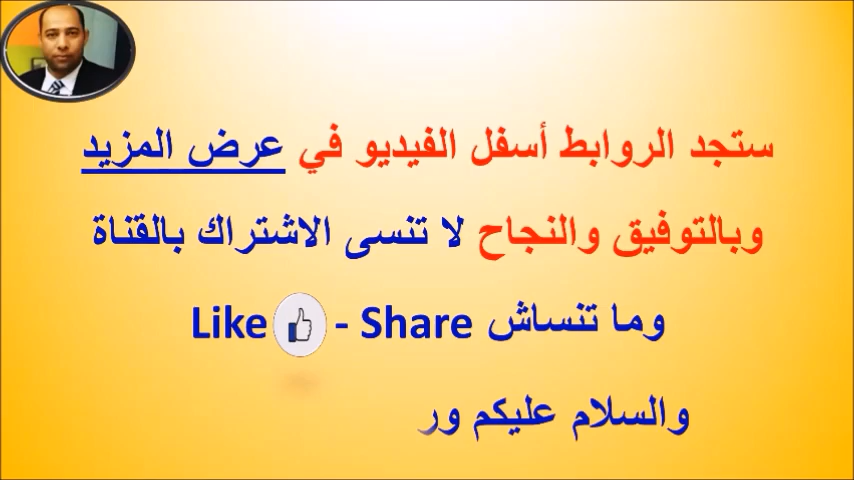 ستجد الروابط أسفل الفيديو في عرض المزيد
وبالتوفيق والنجاح لا تنسى الاشتراك بالقناة
وما تنساش Like - Share
والسلام عليكم ور